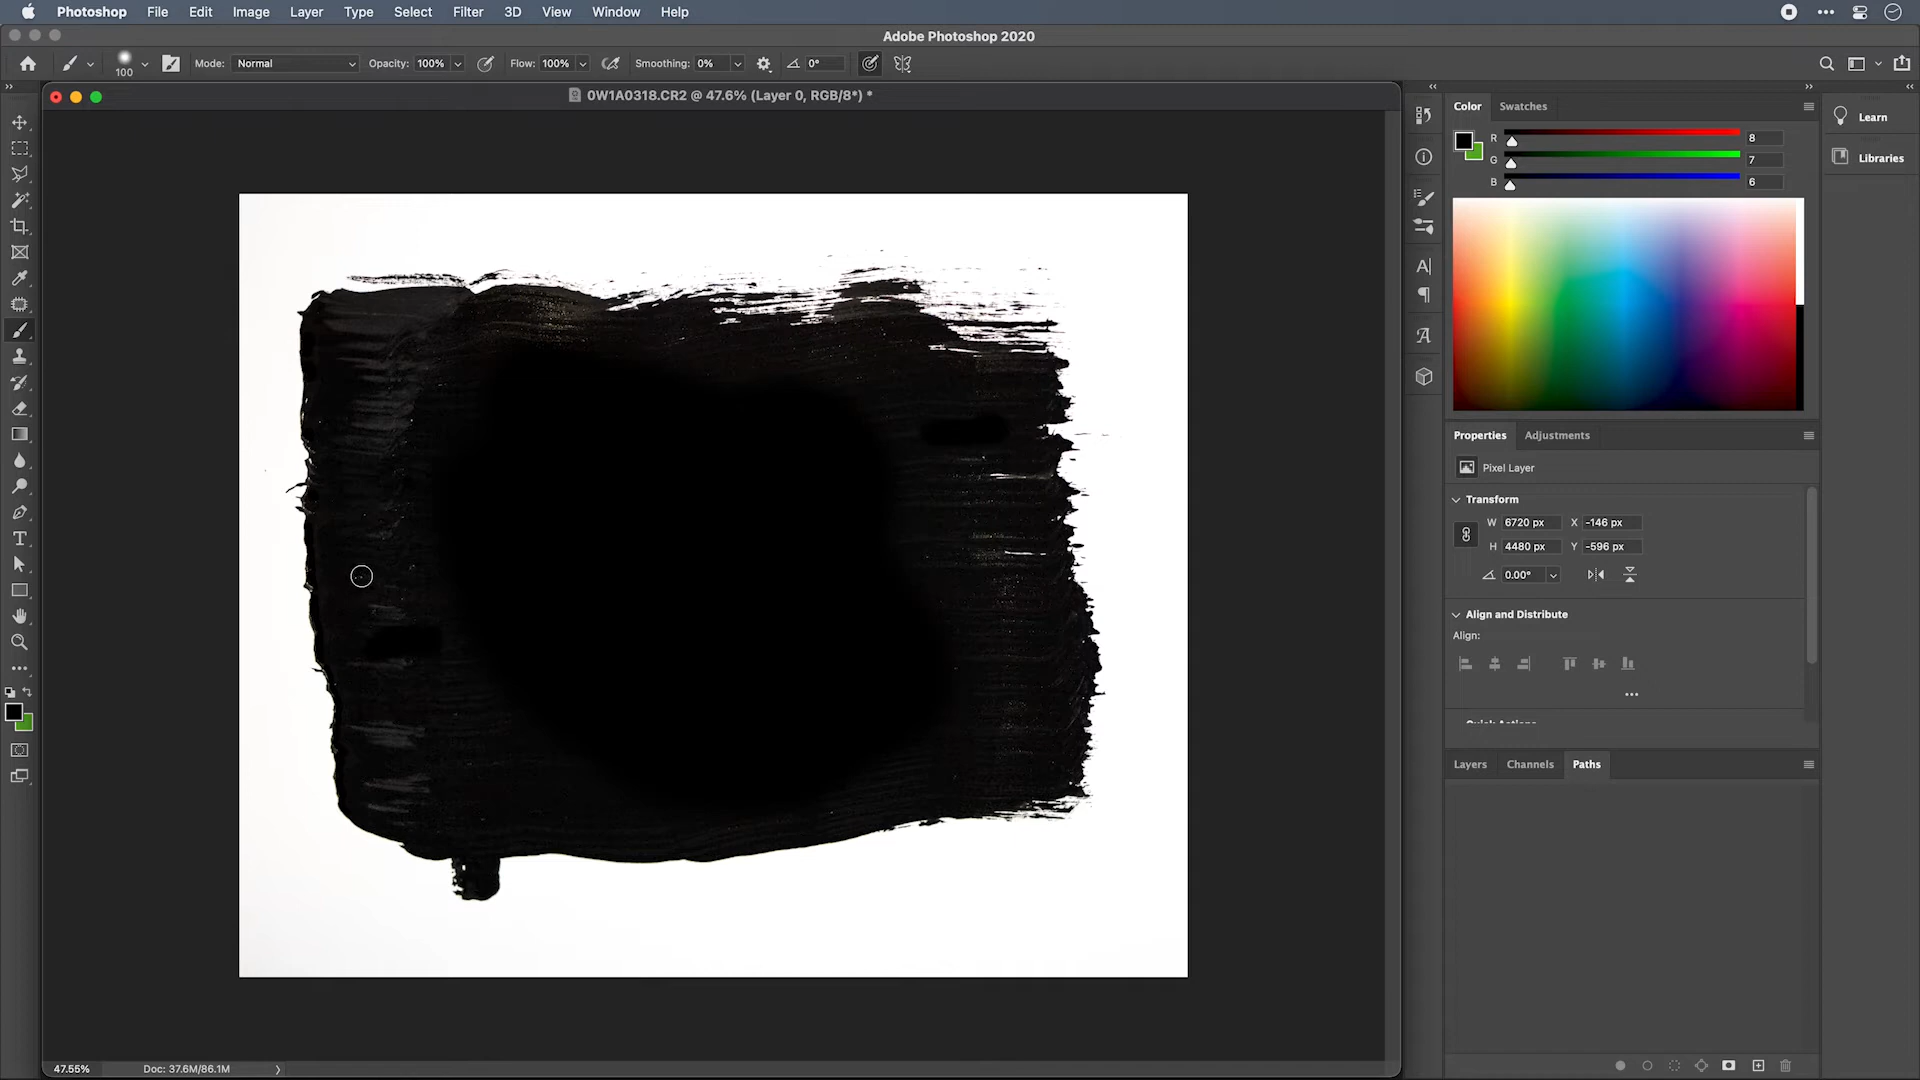 Photoshop File Edit Image Layer Type Select Filter 3D View Window Help
Adobe Photoshop 2020
100 Mode: Normal Opacity: 100% Flow: 100% Smoothing: 0% 0°
0W1A0318.CR2 @ 47.6% (Layer 0, RGB/8*) *
Color Swatches
R 8
G 7
B 6
Learn
Libraries
Properties Adjustments
Pixel Layer
Transform
W 6720 px X -146 px
H 4480 px Y -596 px
0.00°
Align and Distribute
Align:
Quick Actions
Layers Channels Paths
47.55% Doc: 37.6M/86.1M